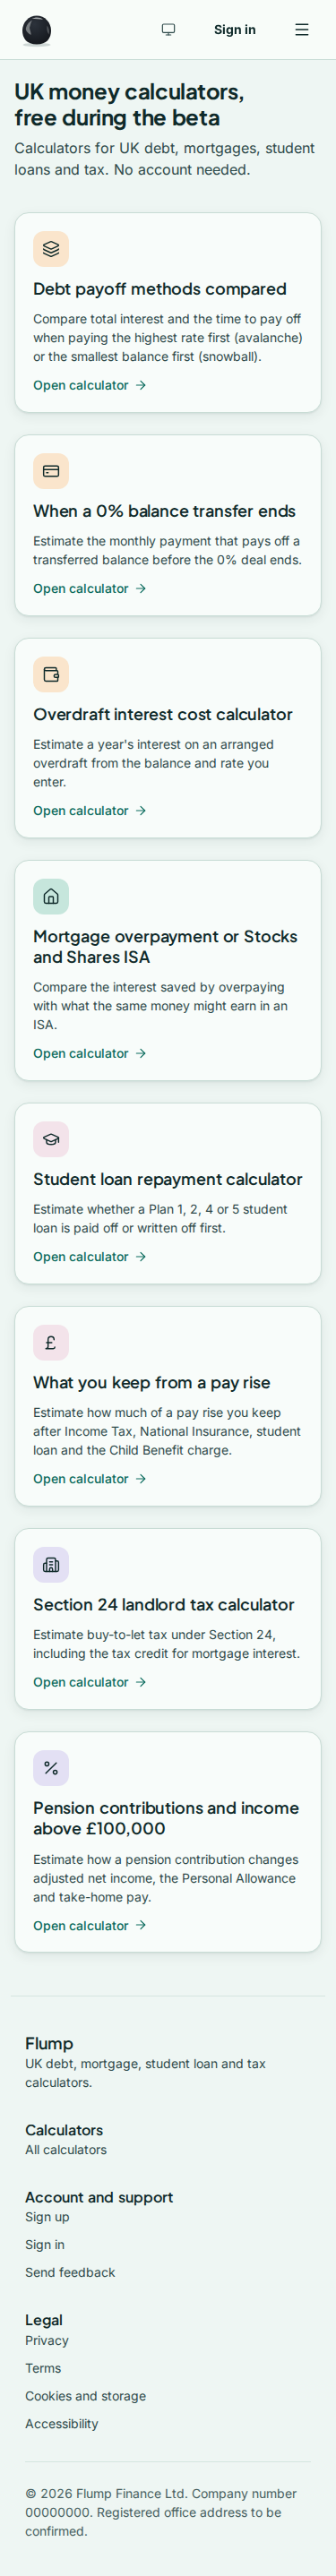 Sign in
UK money calculators,
free during the beta
Calculators for UK debt, mortgages, student
loans and tax. No account needed.
Debt payoff methods compared
Compare total interest and the time to pay off
when paying the highest rate first (avalanche)
or the smallest balance first (snowball).
Open calculator
When a 0% balance transfer ends
Estimate the monthly payment that pays off a
transferred balance before the 0% deal ends.
Open calculator
Overdraft interest cost calculator
Estimate a year's interest on an arranged
overdraft from the balance and rate you
enter.
Open calculator
Mortgage overpayment or Stocks
and Shares ISA
Compare the interest saved by overpaying
with what the same money might earn in an
ISA.
Open calculator
Student loan repayment calculator
Estimate whether a Plan 1, 2, 4 or 5 student
loan is paid off or written off first.
Open calculator
£
What you keep from a pay rise
Estimate how much of a pay rise you keep
after Income Tax, National Insurance, student
loan and the Child Benefit charge.
Open calculator
Section 24 landlord tax calculator
Estimate buy-to-let tax under Section 24,
including the tax credit for mortgage interest.
Open calculator
%
Pension contributions and income
above £100,000
Estimate how a pension contribution changes
adjusted net income, the Personal Allowance
and take-home pay.
Open calculator
Flump
UK debt, mortgage, student loan and tax
calculators.
Calculators
All calculators
Account and support
Sign up
Sign in
Send feedback
Legal
Privacy
Terms
Cookies and storage
Accessibility
© 2026 Flump Finance Ltd. Company number
00000000. Registered office address to be
confirmed.